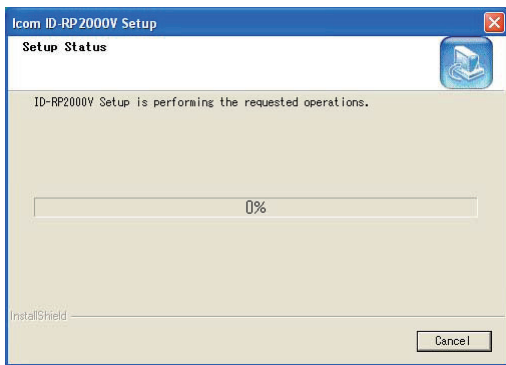 Icom ID-RP2000V Setup
Setup Status
ID-RP2000V Setup is performing the requested operations.
0%
InstallShield
Cancel